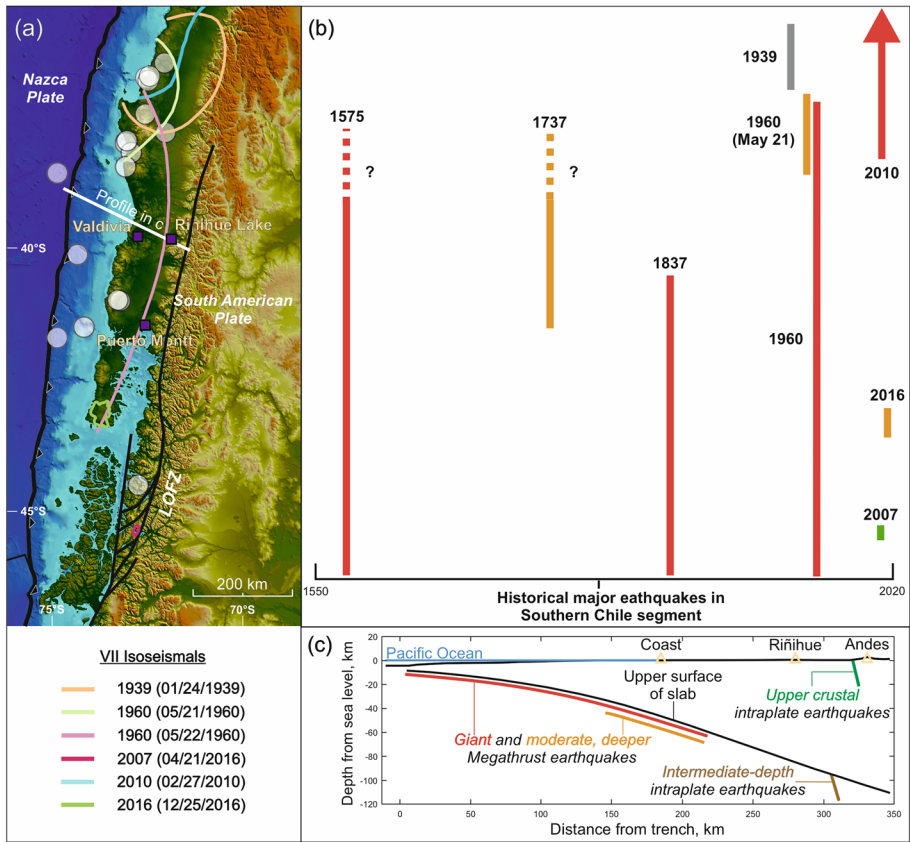 (a)
Nazca
Plate
Profile in c
Valdivia
Riñihue Lake
40°S
South American
Plate
Puerto Montt
LOFZ
45°S
200 km
75°S
70°W
VII Isoseismals
1939 (01/24/1939)
1960 (05/21/1960)
1960 (05/22/1960)
2007 (04/21/2016)
2010 (02/27/2010)
2016 (12/25/2016)
(b)
1939
1575
1737
1960
(May 21)
?
?
2010
1837
1960
2016
2007
1550
2020
Historical major eathquakes in
Southern Chile segment
(c)
Depth from sea level, km
20
0
-20
-40
-60
-80
-100
-120
Pacific Ocean
Coast
Riñihue
Andes
Upper surface
of slab
Upper crustal
intraplate earthquakes
Giant and moderate, deeper
Megathrust earthquakes
Intermediate-depth
intraplate earthquakes
0
50
100
150
200
250
300
350
Distance from trench, km